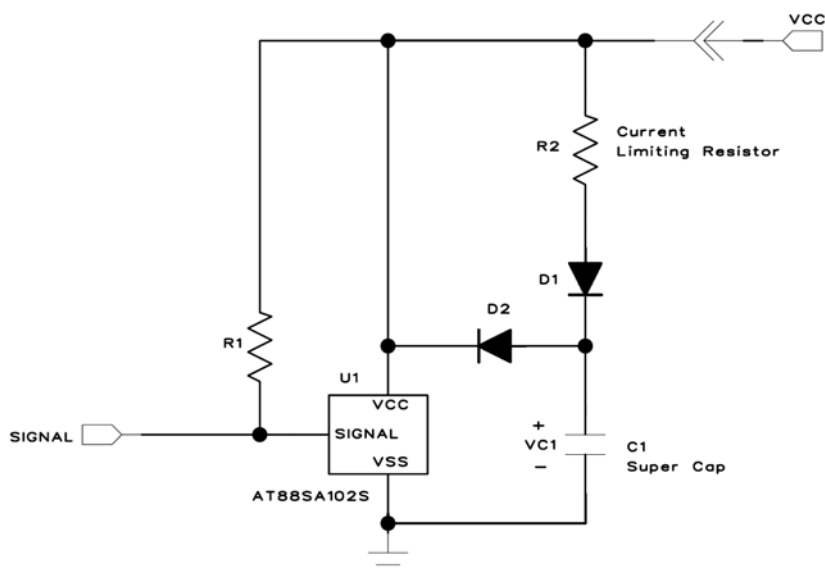 VCC
R2
Current
Limiting Resistor
D1
D2
R1
U1
VCC
SIGNAL
SIGNAL
VSS
+
VC1
-
C1
Super Cap
AT88SA102S